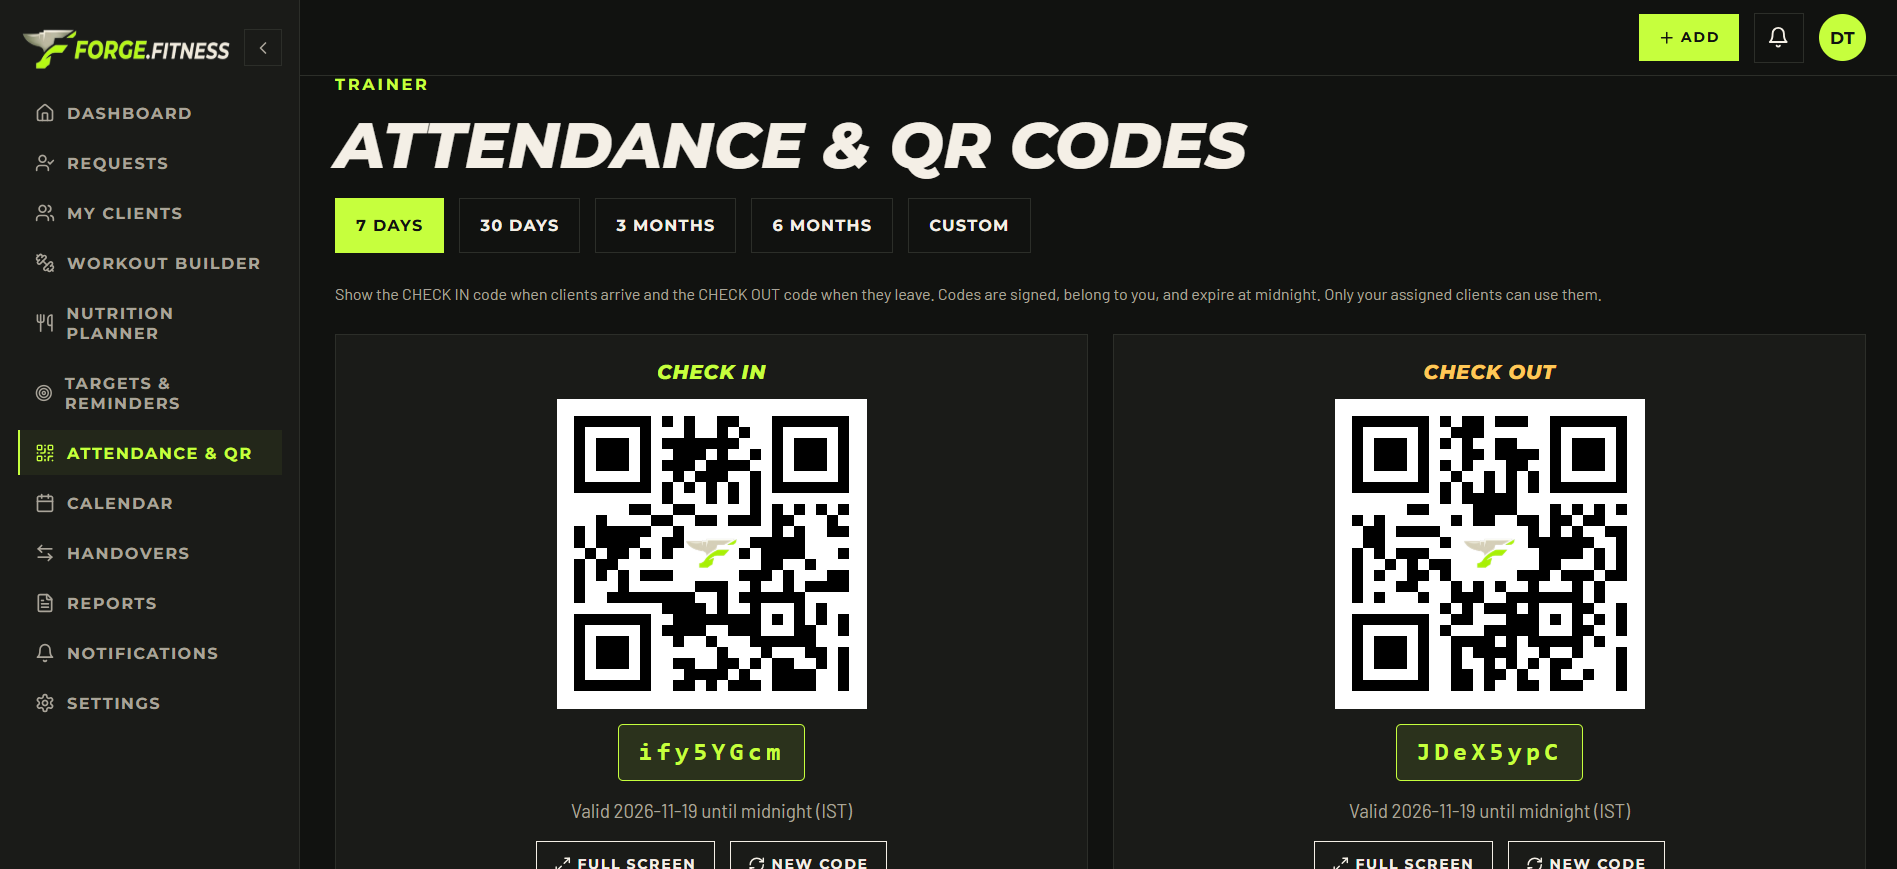 FORGE.FITNESS
+ ADD
DT
DASHBOARD
REQUESTS
MY CLIENTS
WORKOUT BUILDER
NUTRITION
PLANNER
TARGETS &
REMINDERS
ATTENDANCE & QR
CALENDAR
HANDOVERS
REPORTS
NOTIFICATIONS
SETTINGS
TRAINER
ATTENDANCE & QR CODES
7 DAYS
30 DAYS
3 MONTHS
6 MONTHS
CUSTOM
Show the CHECK IN code when clients arrive and the CHECK OUT code when they leave. Codes are signed, belong to you, and expire at midnight. Only your assigned clients can use them.
CHECK IN
ify5YGcm
Valid 2026-11-19 until midnight (IST)
FULL SCREEN
NEW CODE
CHECK OUT
JDeX5ypC
Valid 2026-11-19 until midnight (IST)
FULL SCREEN
NEW CODE